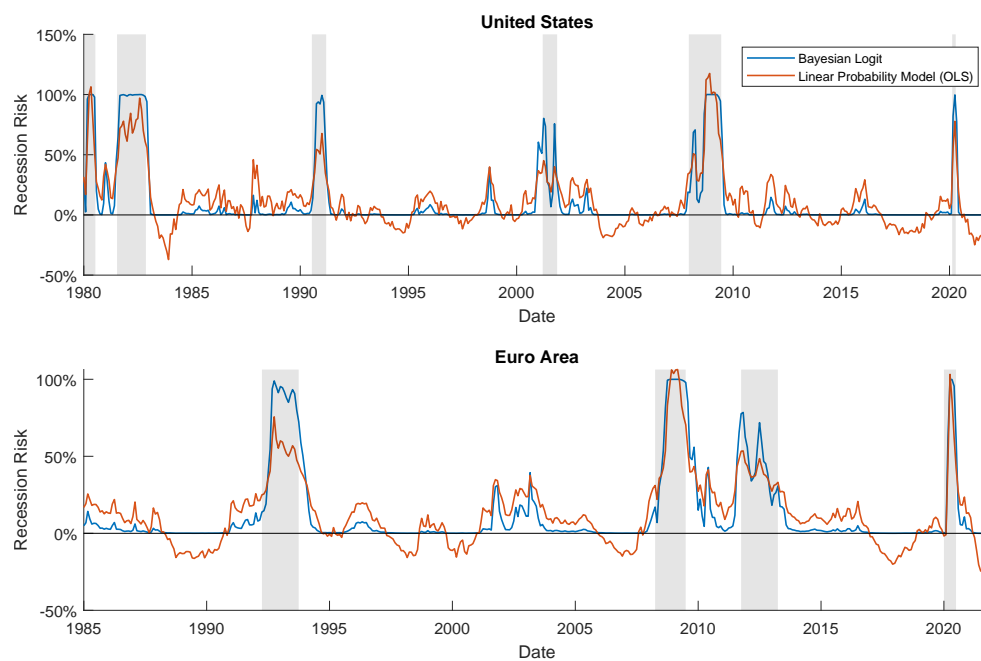 United States
150%
100%
50%
0%
-50%
Recession Risk
Bayesian Logit
Linear Probability Model (OLS)
1980 1985 1990 1995 2000 2005 2010 2015 2020
Date
Euro Area
100%
50%
0%
-50%
Recession Risk
1985 1990 1995 2000 2005 2010 2015 2020
Date